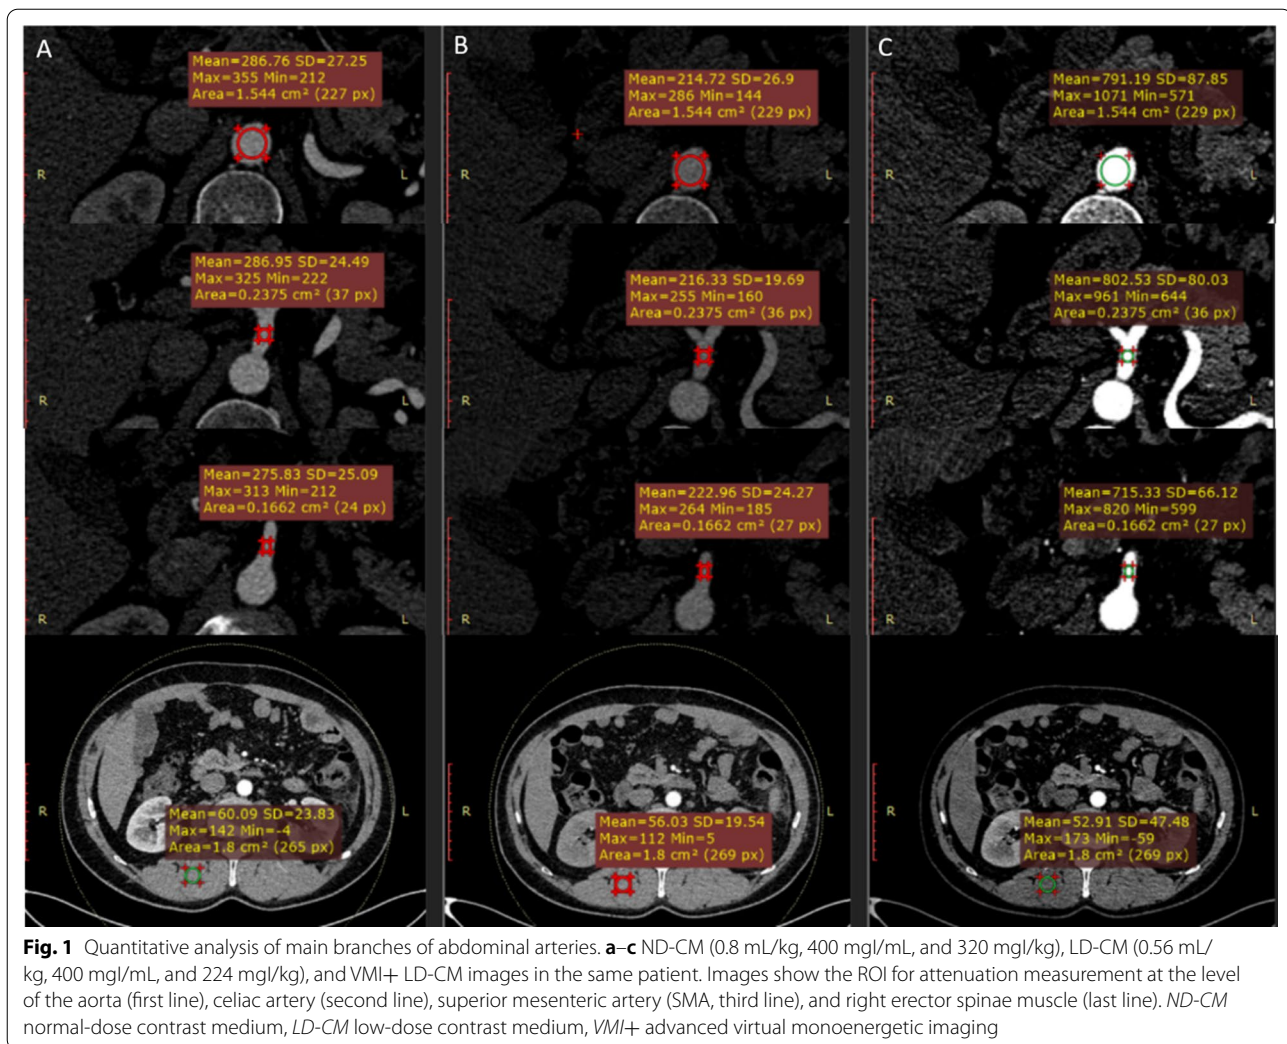 A
Mean=286.76 SD=27.25
Max=355 Min=212
Area=1.544 cm² (227 px)
R
L
Mean=286.95 SD=24.49
Max=325 Min=222
Area=0.2375 cm² (37 px)
R
L
Mean=275.83 SD=25.09
Max=313 Min=212
Area=0.1662 cm² (24 px)
R
L
R
L
Mean=60.09 SD=23.83
Max=142 Min=-4
Area=1.8 cm² (265 px)
B
Mean=214.72 SD=26.9
Max=286 Min=144
Area=1.544 cm² (229 px)
R
L
Mean=216.33 SD=19.69
Max=255 Min=160
Area=0.2375 cm² (36 px)
R
L
Mean=222.96 SD=24.27
Max=264 Min=185
Area=0.1662 cm² (27 px)
R
L
R
L
Mean=56.03 SD=19.54
Max=112 Min=5
Area=1.8 cm² (269 px)
C
Mean=791.19 SD=87.85
Max=1071 Min=571
Area=1.544 cm² (229 px)
R
L
Mean=802.53 SD=80.03
Max=961 Min=644
Area=0.2375 cm² (36 px)
R
L
Mean=715.33 SD=66.12
Max=820 Min=599
Area=0.1662 cm² (27 px)
R
L
R
L
Mean=52.91 SD=47.48
Max=173 Min=-59
Area=1.8 cm² (269 px)
Fig. 1 Quantitative analysis of main branches of abdominal arteries. a–c ND-CM (0.8 mL/kg, 400 mgI/mL, and 320 mgI/kg), LD-CM (0.56 mL/
kg, 400 mgI/mL, and 224 mgI/kg), and VMI+ LD-CM images in the same patient. Images show the ROI for attenuation measurement at the level
of the aorta (first line), celiac artery (second line), superior mesenteric artery (SMA, third line), and right erector spinae muscle (last line). ND-CM
normal-dose contrast medium, LD-CM low-dose contrast medium, VMI+ advanced virtual monoenergetic imaging